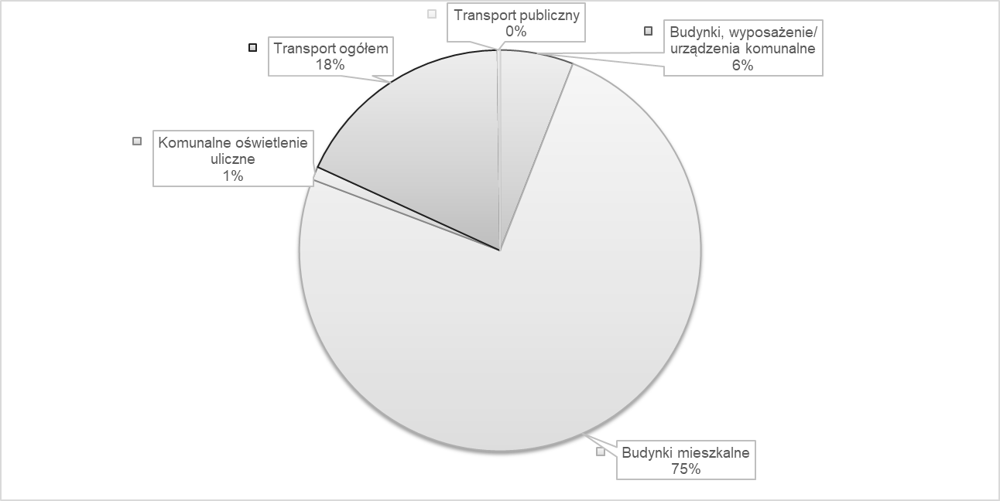 Transport publiczny
0%
Budynki, wyposażenie/
urządzenia komunalne
6%
Transport ogółem
18%
Komunalne oświetlenie
uliczne
1%
Budynki mieszkalne
75%